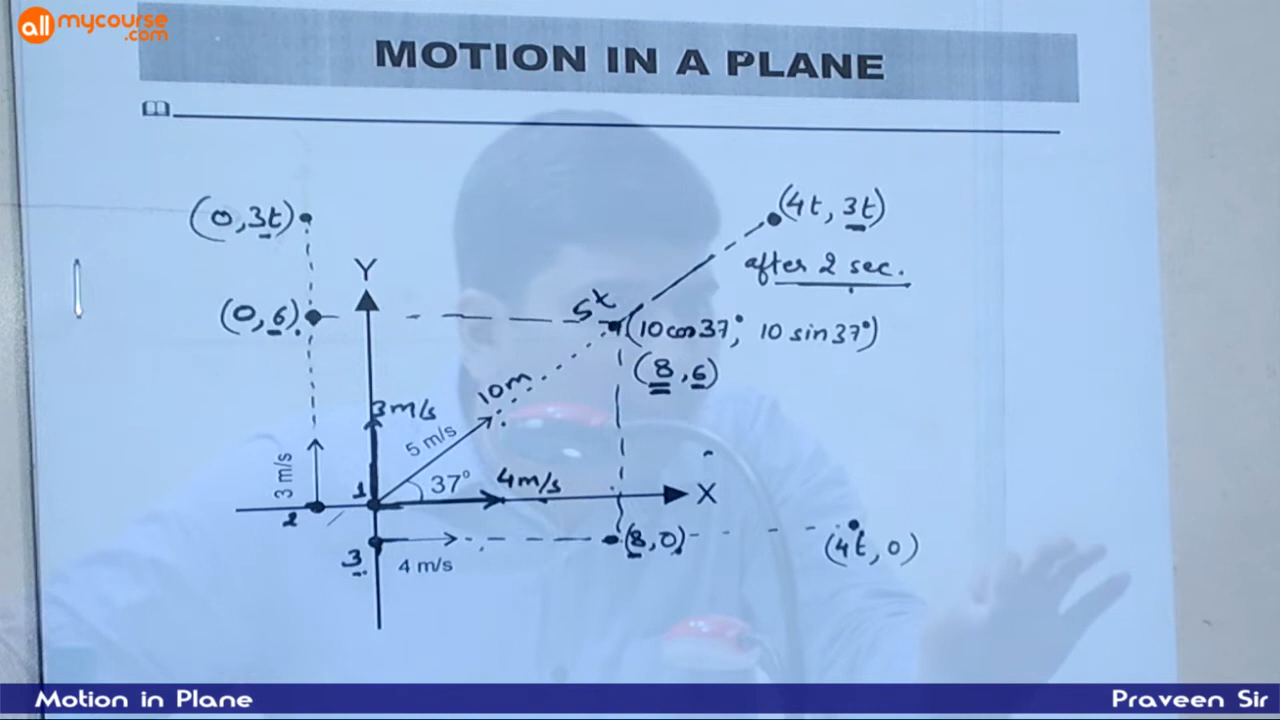 all mycourse .com
MOTION IN A PLANE
(0,3t)
(4t, 3t)
after 2 sec.
Y
(0,6)
5t
(10 cos 37°, 10 sin 37°)
(8,6)
10m
3m/s
5 m/s
3 m/s
37°
4m/s
X
1
2
3
4 m/s
(8,0)
(4t,0)
Motion in Plane
Praveen Sir